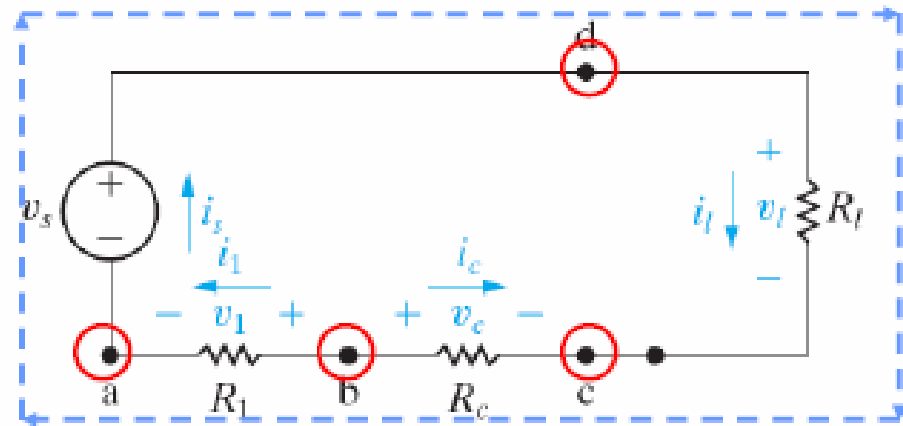 d
+
+
v_s
−
i_s
i_l
v_l
R_l
i_1
i_c
−
− v_1 +
+ v_c −
a
R_1
b
R_c
c